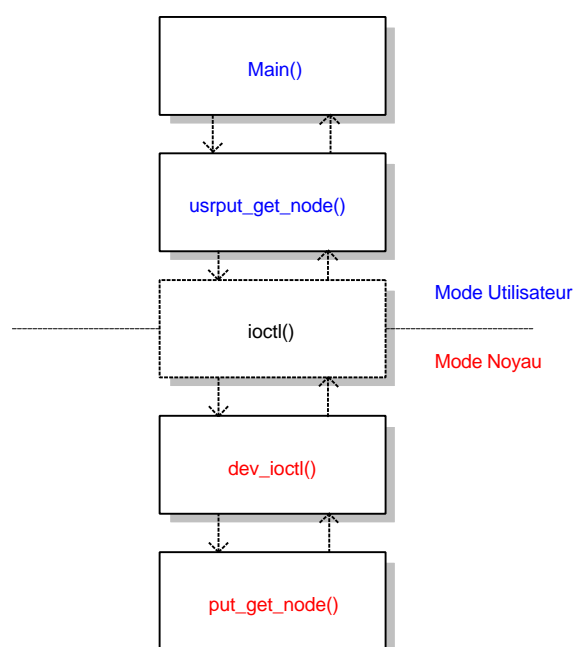 Main()
usrput_get_node()
Mode Utilisateur
ioctl()
Mode Noyau
dev_ioctl()
put_get_node()